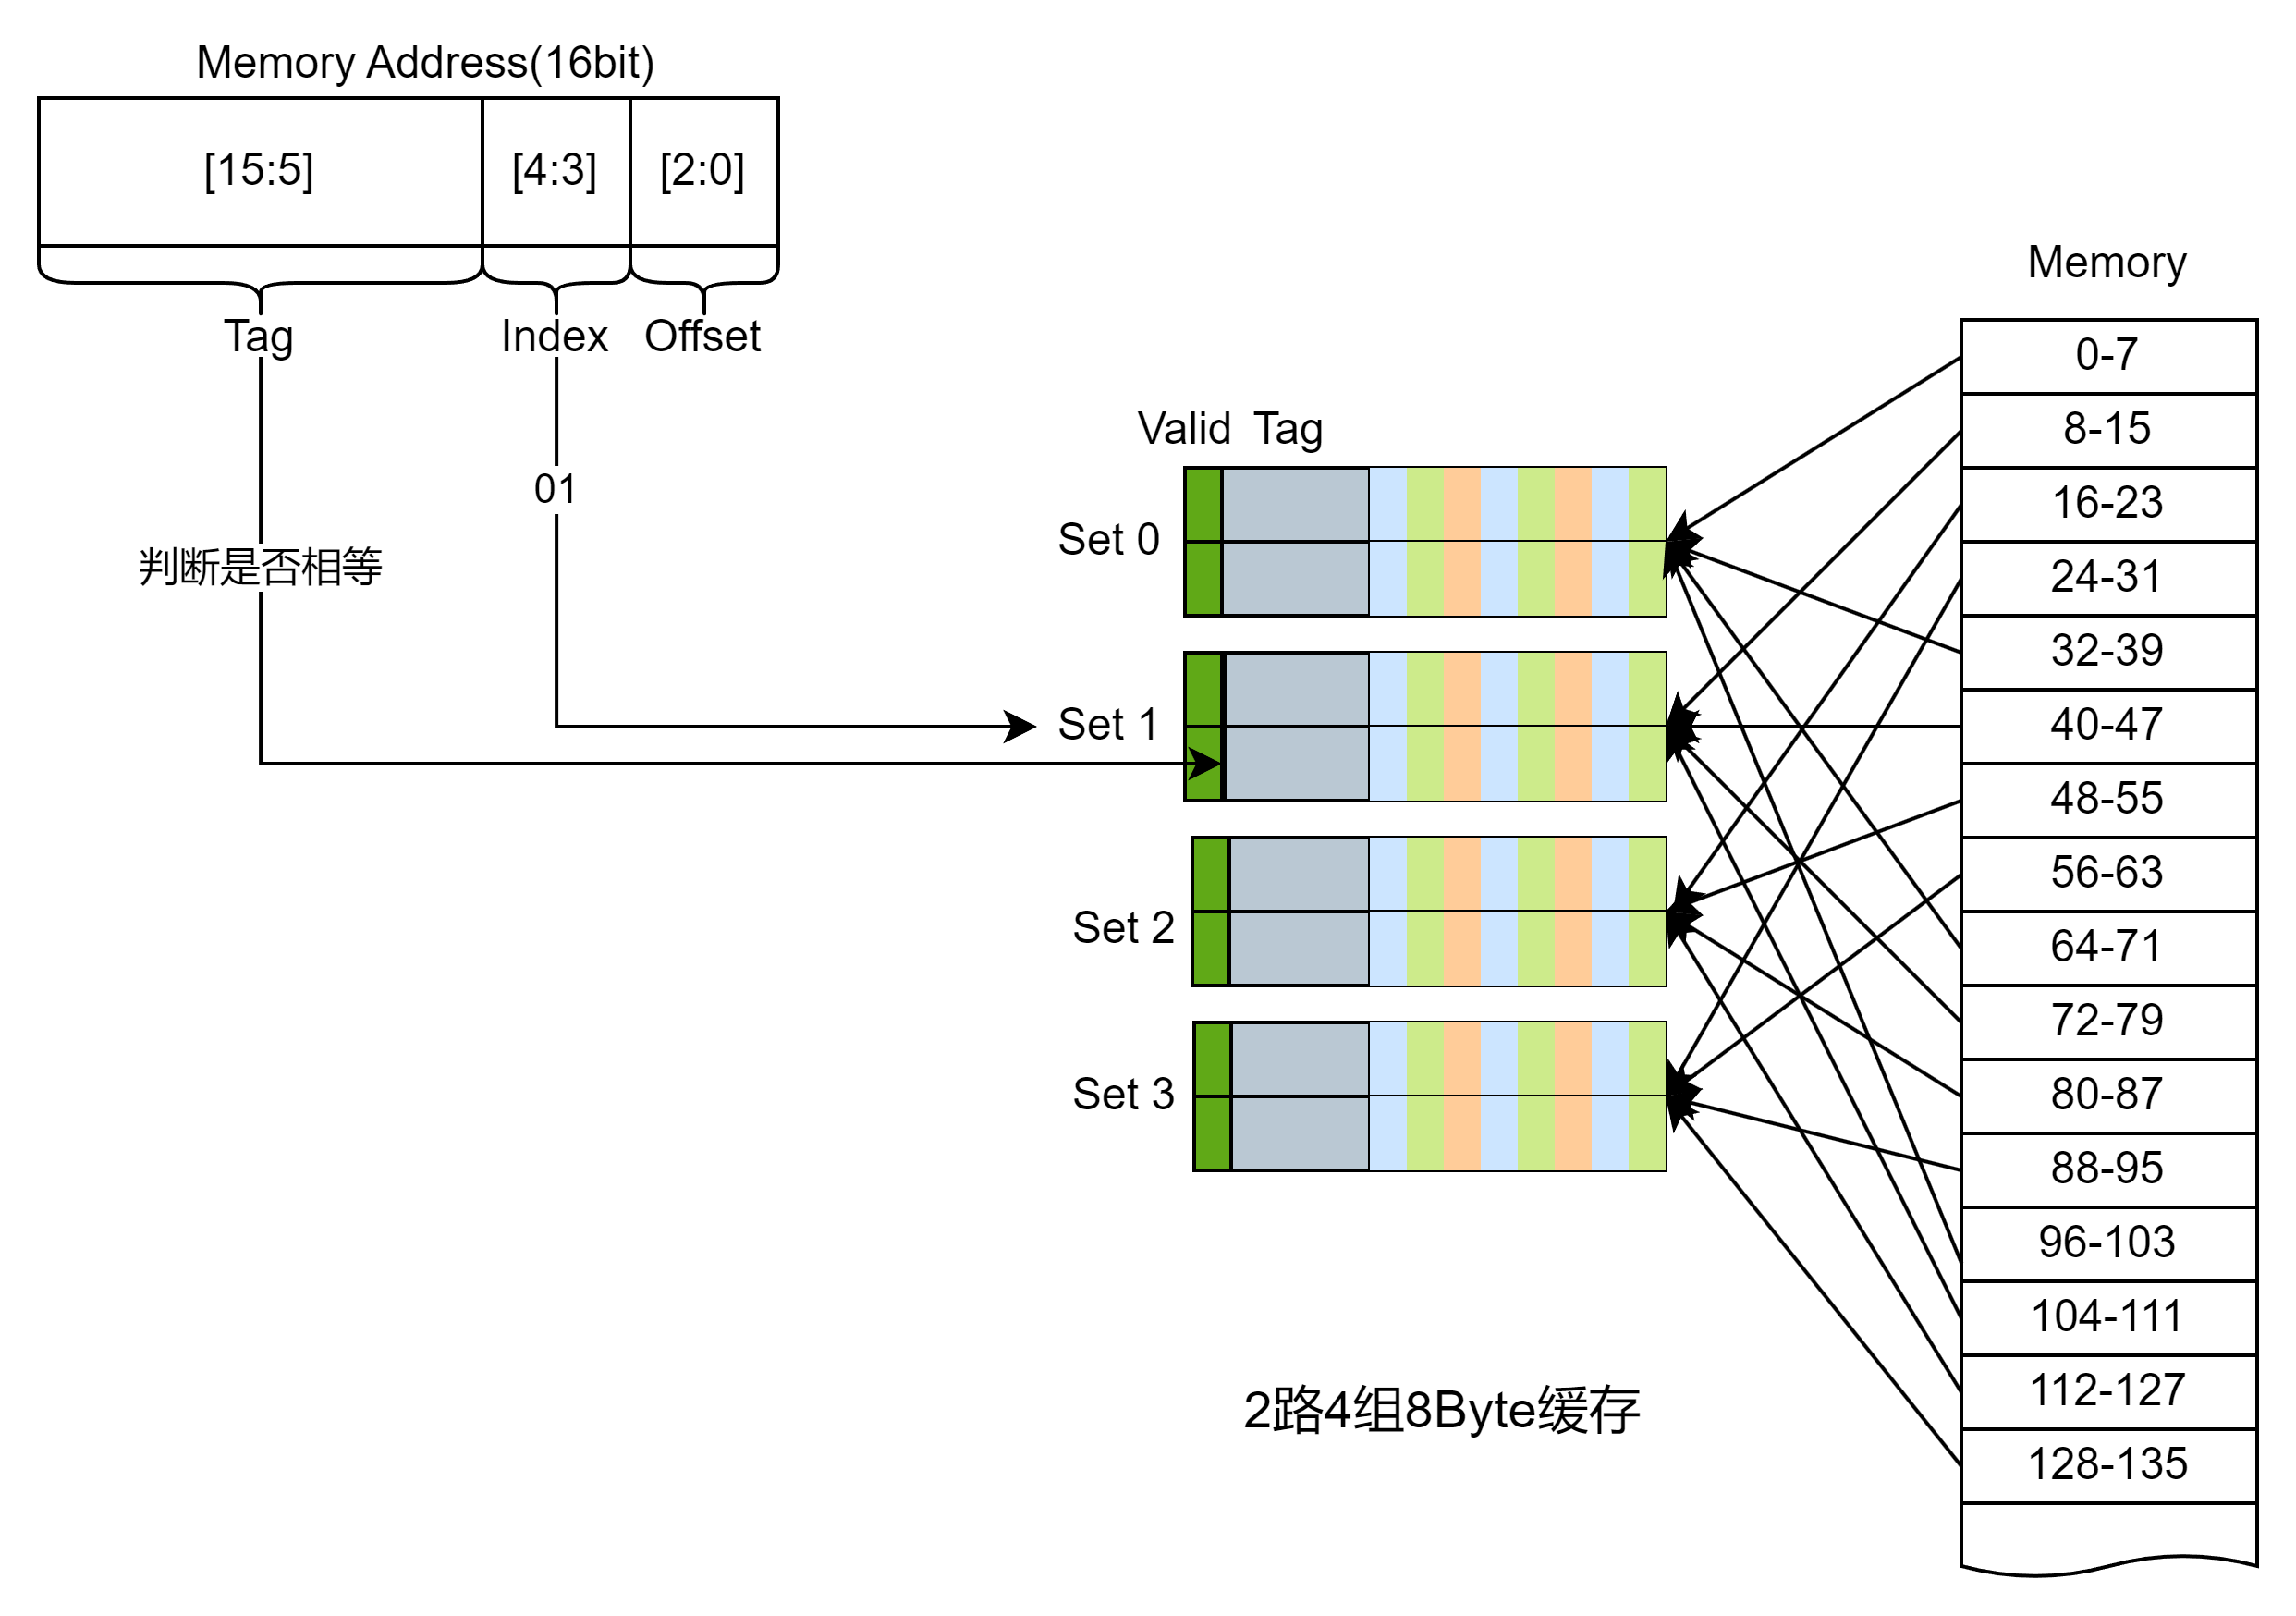 Memory Address(16bit)
[15:5]
[4:3]
[2:0]
Tag
Index
Offset
01
判断是否相等
Valid
Tag
Set 0
Set 1
Set 2
Set 3
2路4组8Byte缓存
Memory
0-7
8-15
16-23
24-31
32-39
40-47
48-55
56-63
64-71
72-79
80-87
88-95
96-103
104-111
112-127
128-135